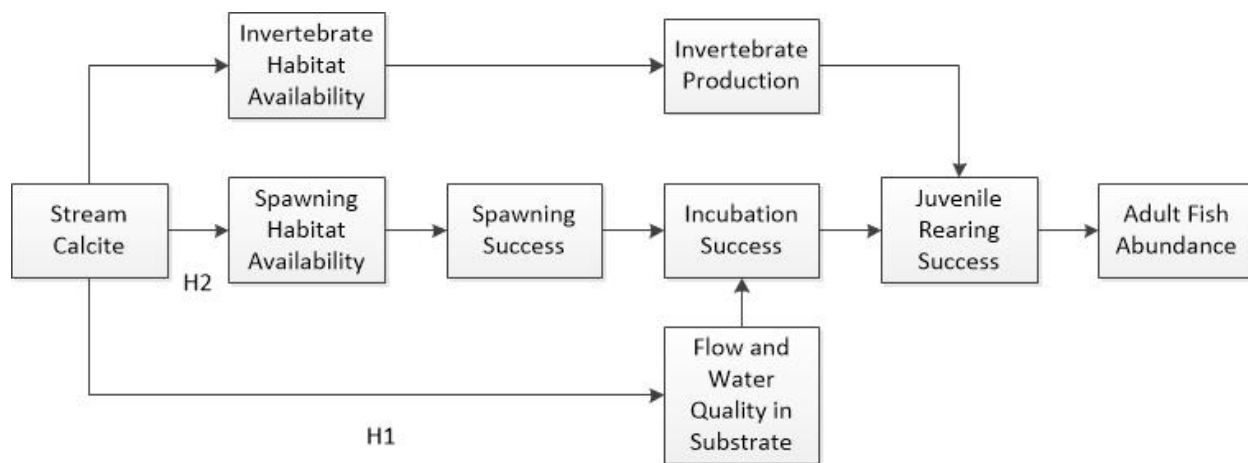 Invertebrate
Habitat
Availability
Invertebrate
Production
Stream
Calcite
Spawning
Habitat
Availability
Spawning
Success
Incubation
Success
Juvenile
Rearing
Success
Adult Fish
Abundance
H2
Flow and
Water
Quality in
Substrate
H1